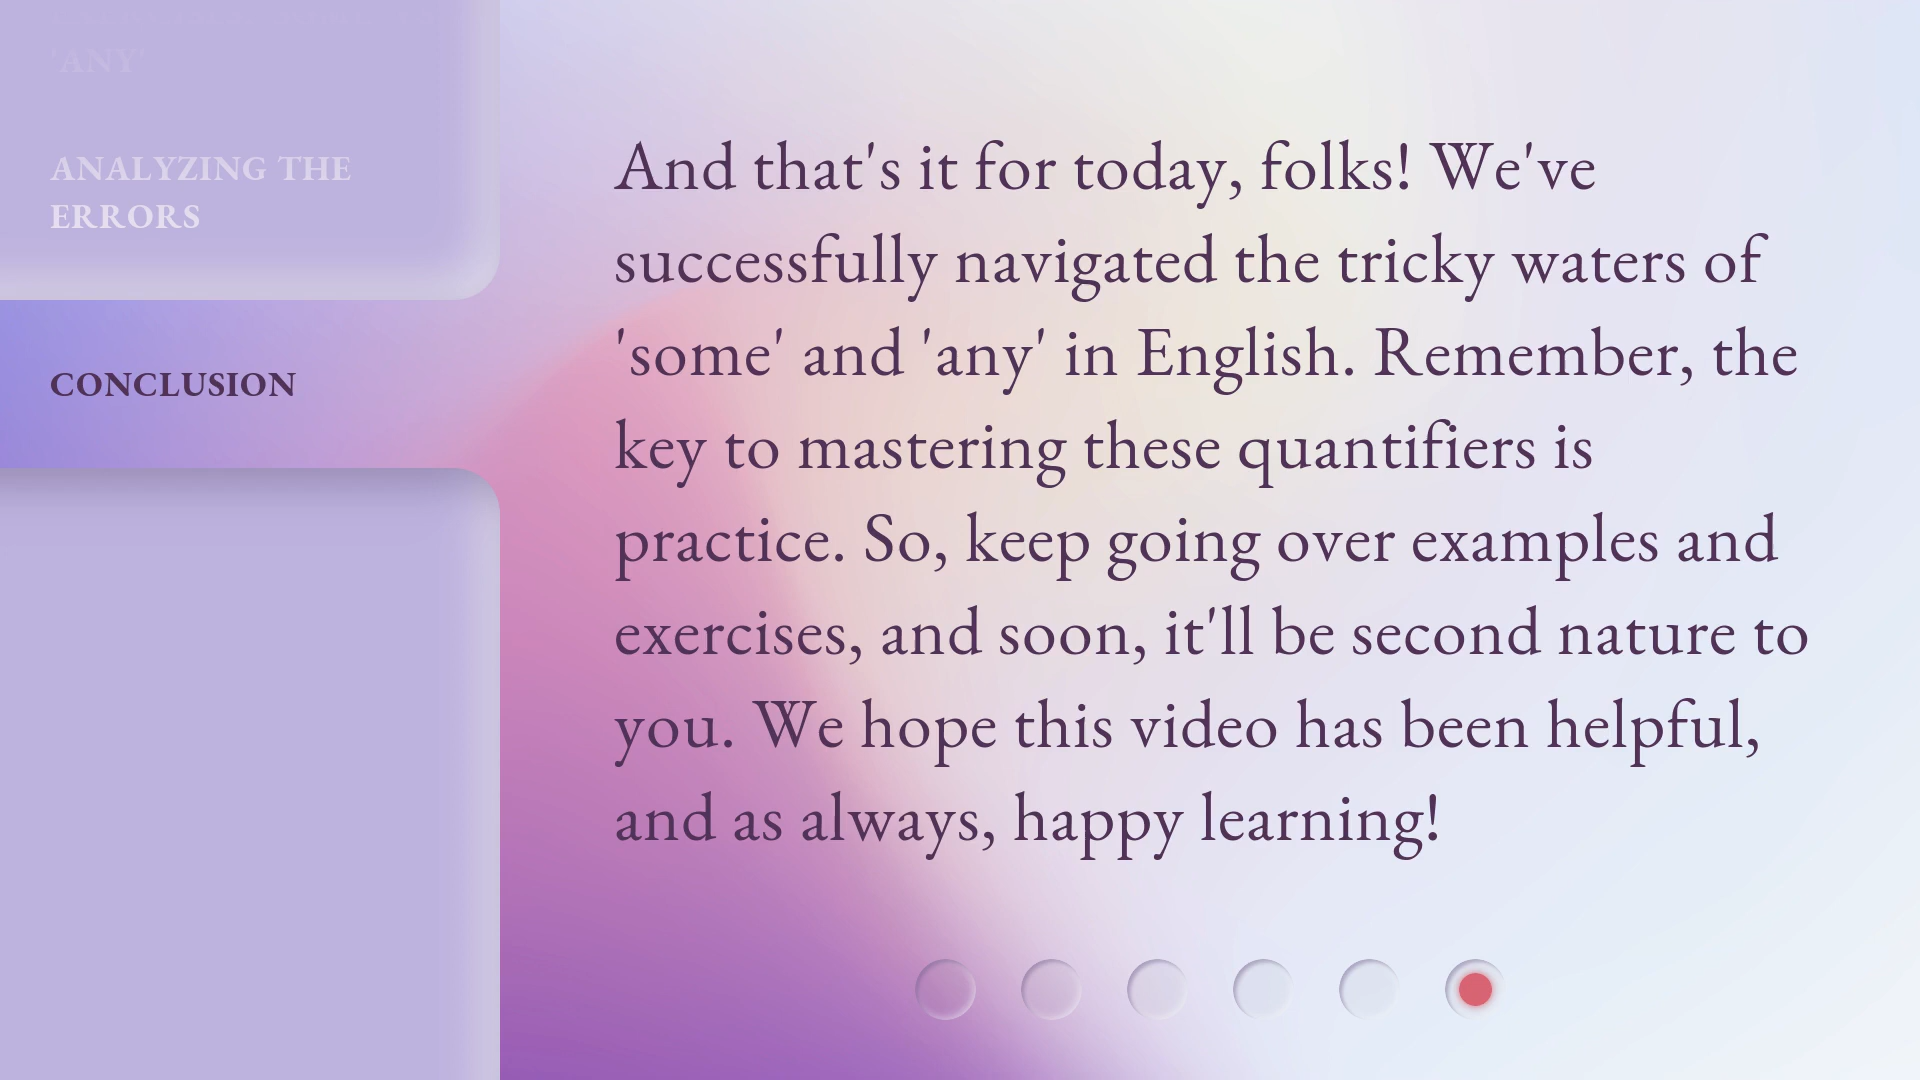 'ANY'
ANALYZING THE
ERRORS
CONCLUSION
And that's it for today, folks! We've
successfully navigated the tricky waters of
'some' and 'any' in English. Remember, the
key to mastering these quantifiers is
practice. So, keep going over examples and
exercises, and soon, it'll be second nature to
you. We hope this video has been helpful,
and as always, happy learning!